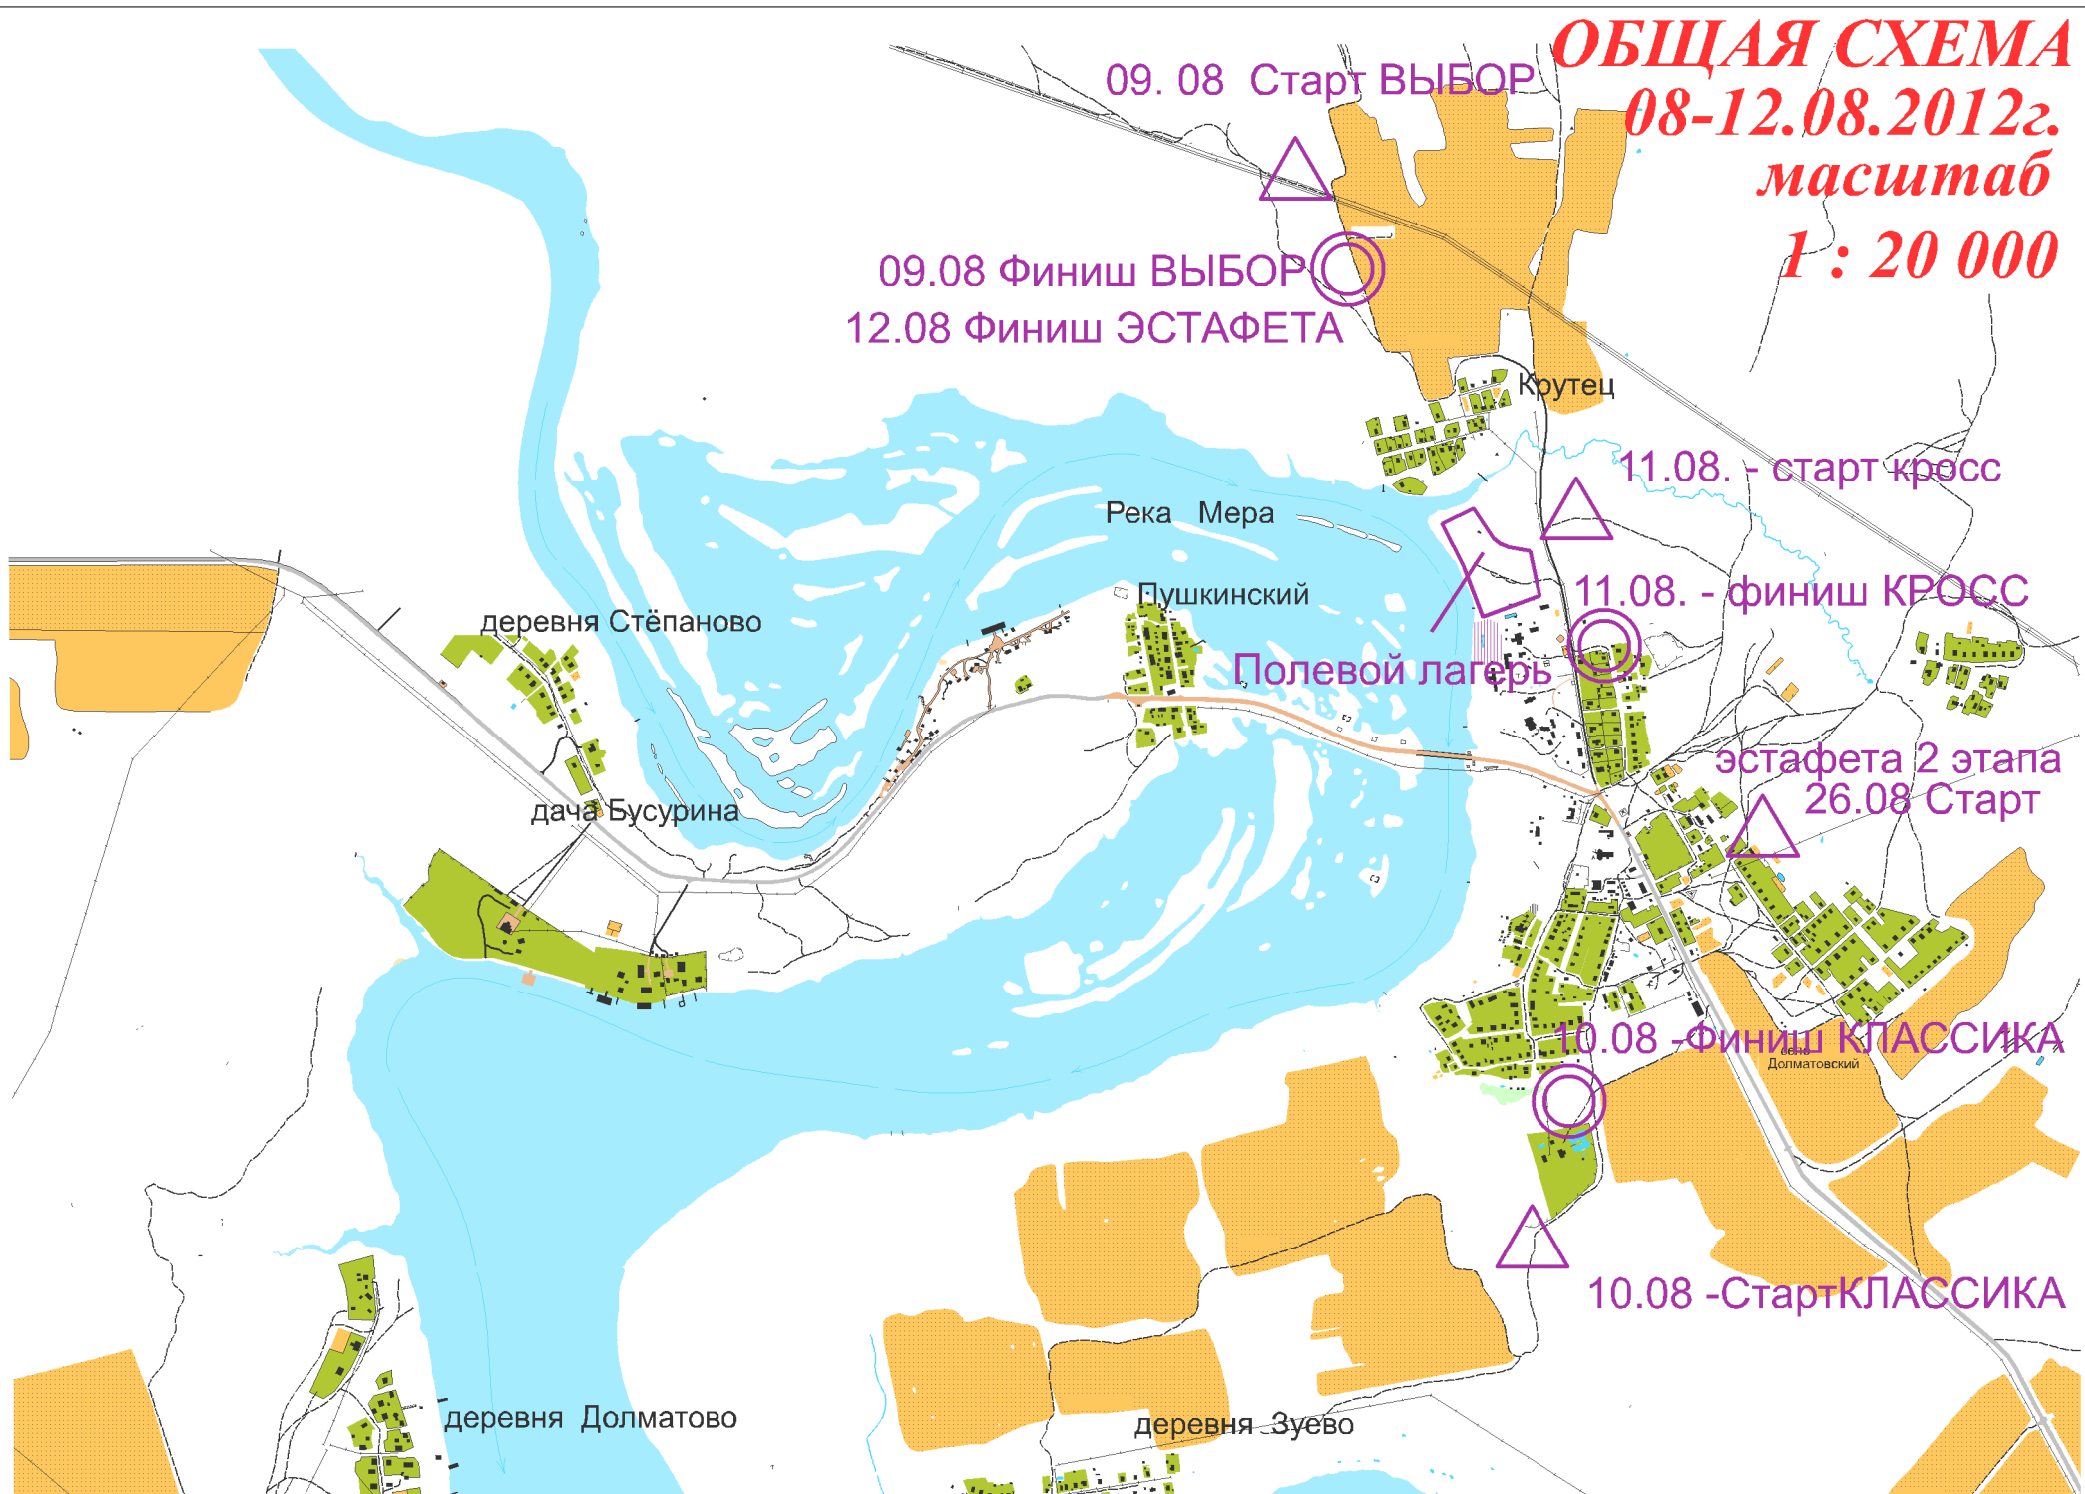 ОБЩАЯ СХЕМА
08-12.08.2012г.
масштаб
1 : 20 000
09. 08 Старт ВЫБОР
09.08 Финиш ВЫБОР
12.08 Финиш ЭСТАФЕТА
Крутец
11.08. - старт кросс
Река Мера
Пушкинский
11.08. - финиш КРОСС
деревня Стёпаново
Полевой лагерь
эстафета 2 этапа
26.08 Старт
дача Бусурина
10.08 -Финиш КЛАССИКА
Долматовский
10.08 -СтартКЛАССИКА
деревня Долматово
деревня Зуево